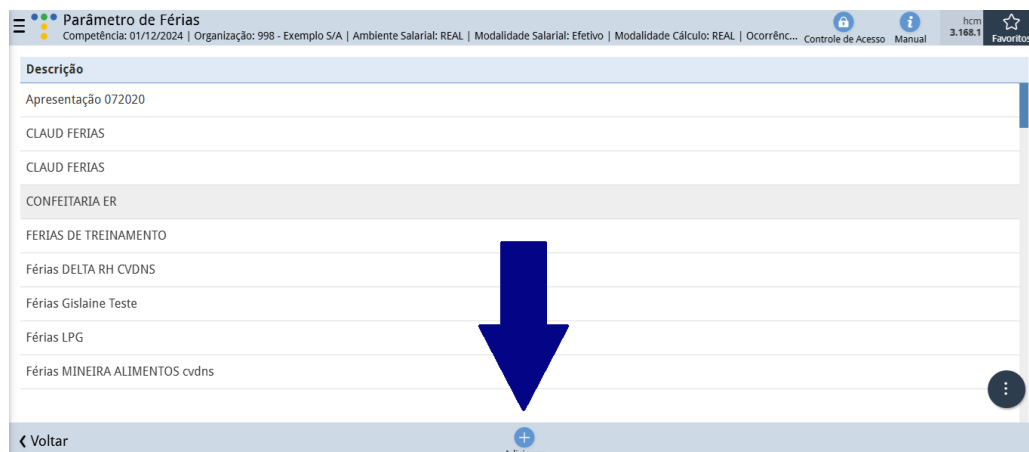 Parâmetro de Férias
Competência: 01/12/2024 | Organização: 998 - Exemplo S/A | Ambiente Salarial: REAL | Modalidade Salarial: Efetivo | Modalidade Cálculo: REAL | Ocorrênc...
Controle de Acesso
Manual
hcm
3.168.1
Favoritos
Descrição
Apresentação 072020
CLAUD FERIAS
CLAUD FERIAS
CONFEITARIA ER
FERIAS DE TREINAMENTO
Férias DELTA RH CVDNS
Férias Gislaine Teste
Férias LPG
Férias MINEIRA ALIMENTOS cvdns
Voltar